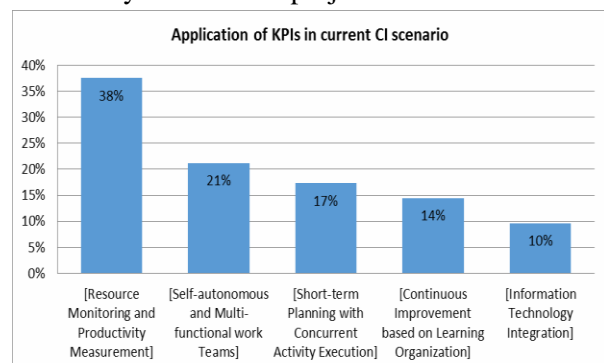 Application of KPIs in current CI scenario
40%
35%
30%
25%
20%
15%
10%
5%
0%
38%
21%
17%
14%
10%
[Resource
Monitoring and
Productivity
Measurement]
[Self-autonomous
and Multi-
functional work
Teams]
[Short-term
Planning with
Concurrent
Activity Execution]
[Continuous
Improvement
based on Learning
Organization]
[Information
Technology
Integration]